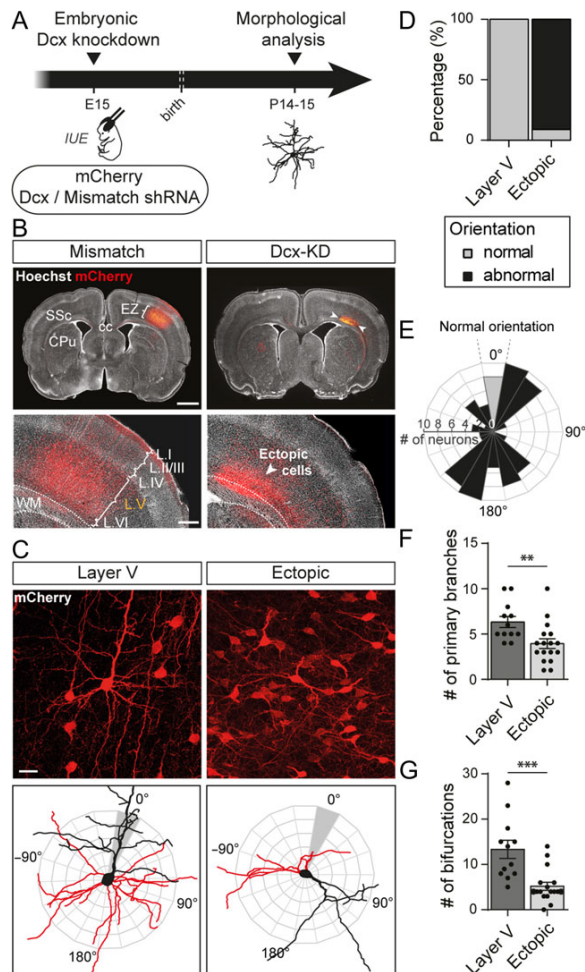 A
Embryonic
Dcx knockdown
Morphological
analysis
E15
birth
P14-15
IUE
mCherry
Dcx / Mismatch shRNA
B
Mismatch
Dcx-KD
Hoechst mCherry
SSc
EZ
cc
CPu
L.I
L.II/III
L.IV
L.V
L.VI
WM
Ectopic
cells
C
Layer V
Ectopic
mCherry
0°
–90°
90°
180°
0°
–90°
90°
180°
D
Percentage (%)
100
50
0
Layer V
Ectopic
Orientation
normal
abnormal
E
Normal orientation
0°
10 8 6 4 2 0
# of neurons
90°
180°
F
# of primary branches
15
10
5
0
**
Layer V
Ectopic
G
# of bifurcations
30
20
10
0
***
Layer V
Ectopic